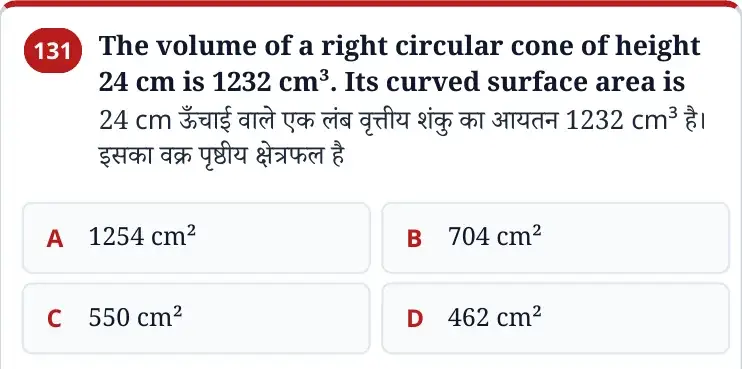 131 The volume of a right circular cone of height
24 cm is 1232 cm³. Its curved surface area is
24 cm ऊँचाई वाले एक लंब वृत्तीय शंकु का आयतन 1232 cm³ है।
इसका वक्र पृष्ठीय क्षेत्रफल है
A 1254 cm²
B 704 cm²
C 550 cm²
D 462 cm²